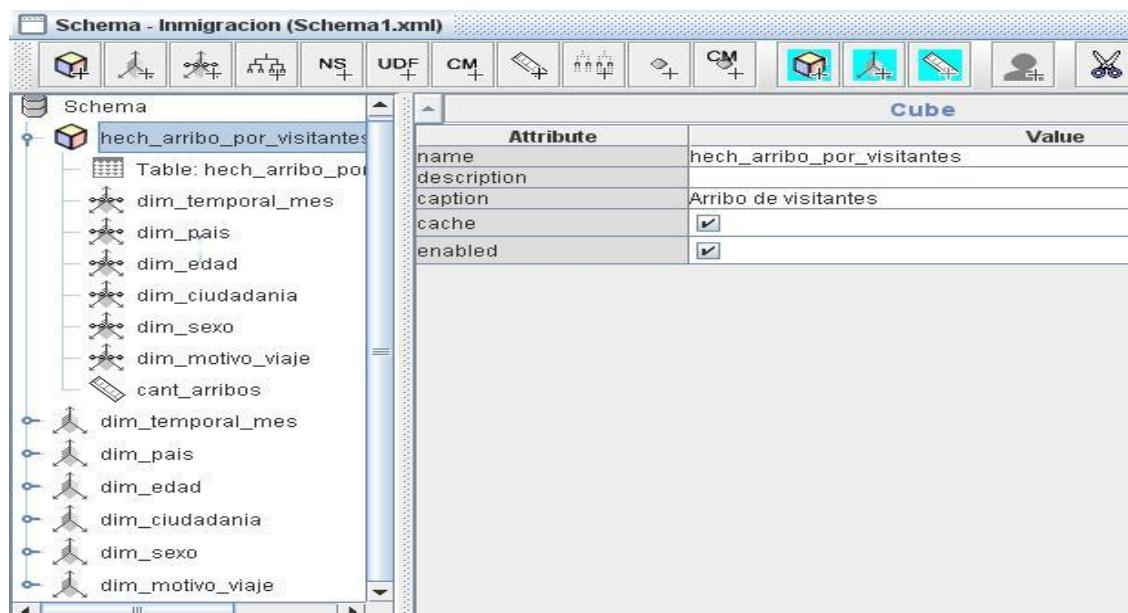 Schema - Inmigracion (Schema1.xml)
NS UDF CM CM
Schema
hech_arribo_por_visitantes
Table: hech_arribo_por
dim_temporal_mes
dim_pais
dim_edad
dim_ciudadania
dim_sexo
dim_motivo_viaje
cant_arribos
dim_temporal_mes
dim_pais
dim_edad
dim_ciudadania
dim_sexo
dim_motivo_viaje
Cube
Attribute Value
name hech_arribo_por_visitantes
description
caption Arribo de visitantes
cache
enabled